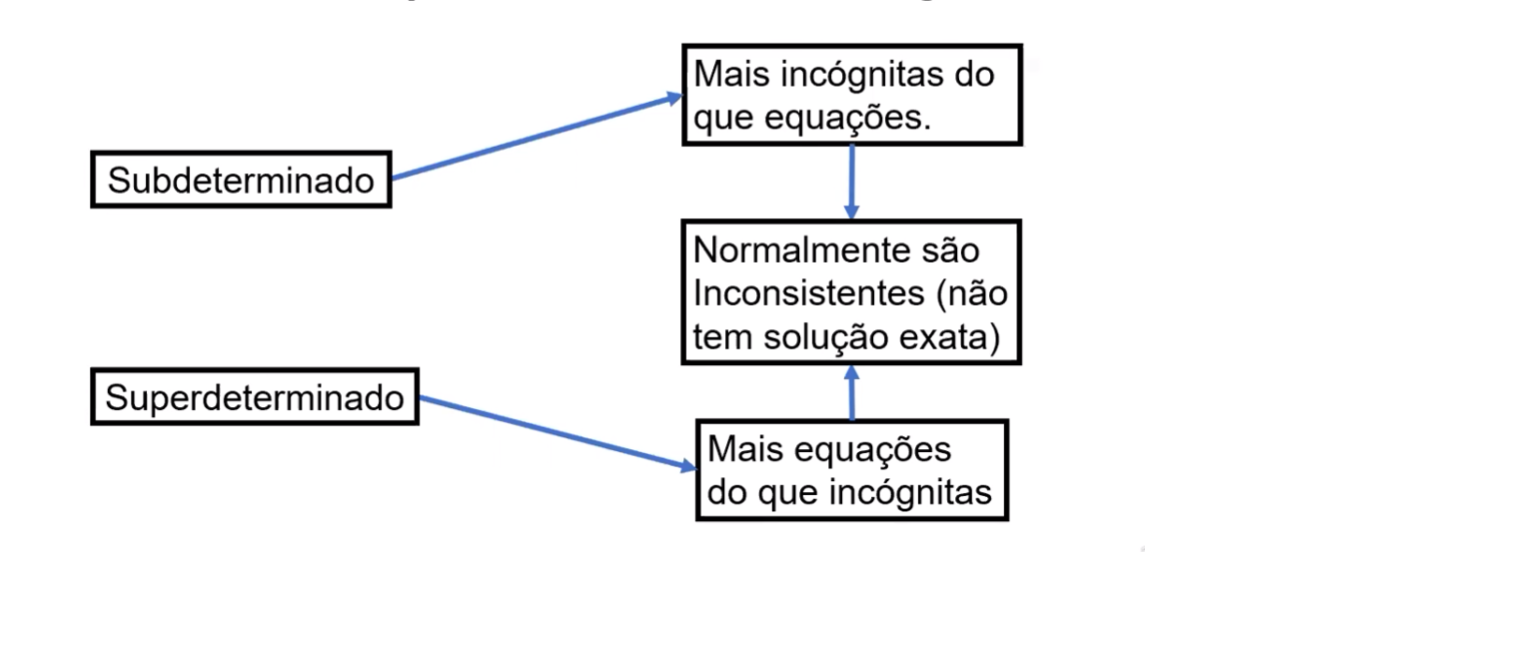 Mais incógnitas do
que equações.
Subdeterminado
Normalmente são
Inconsistentes (não
tem solução exata)
Superdeterminado
Mais equações
do que incógnitas